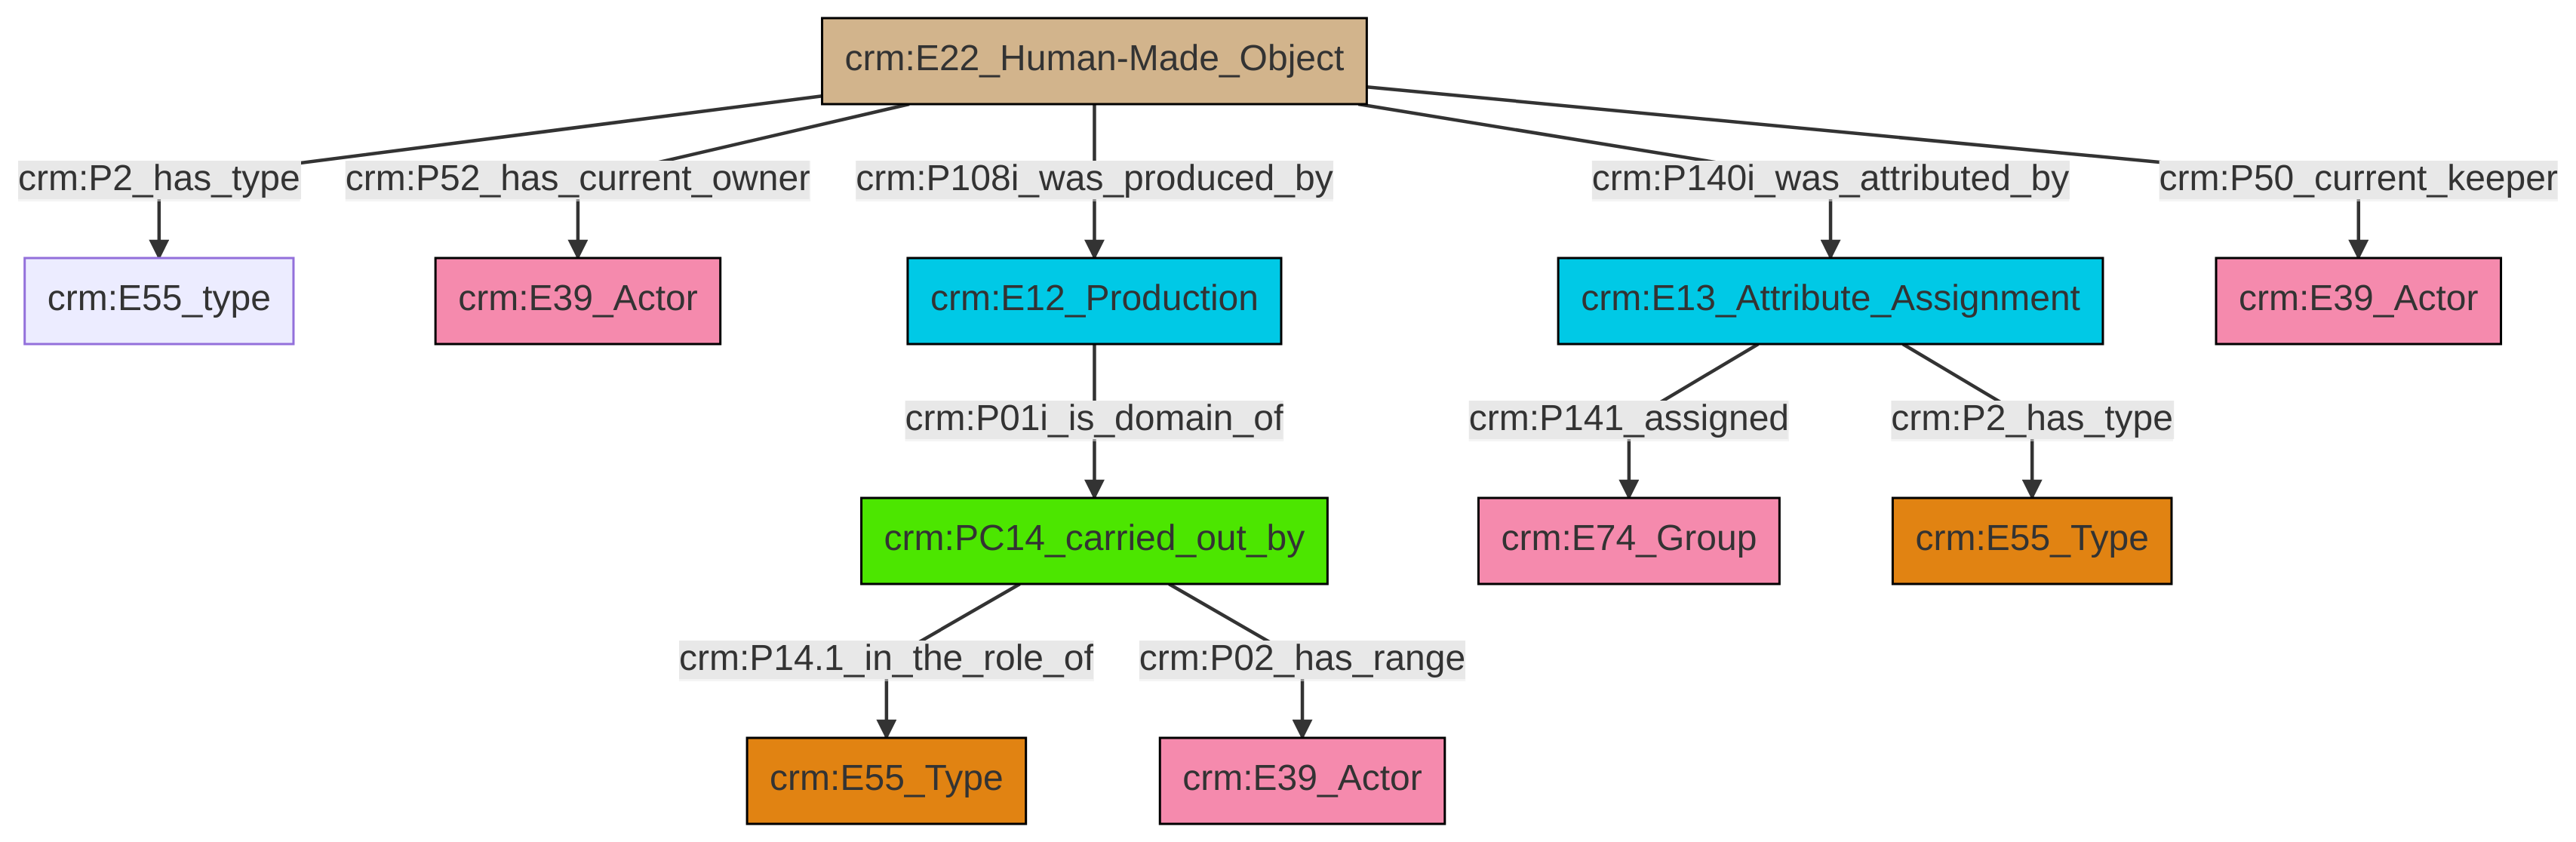 crm:E22_Human-Made_Object
crm:P2_has_type
crm:P52_has_current_owner
crm:P108i_was_produced_by
crm:P140i_was_attributed_by
crm:P50_current_keeper
crm:E55_type
crm:E39_Actor
crm:E12_Production
crm:E13_Attribute_Assignment
crm:E39_Actor
crm:P01i_is_domain_of
crm:P141_assigned
crm:P2_has_type
crm:PC14_carried_out_by
crm:E74_Group
crm:E55_Type
crm:P14.1_in_the_role_of
crm:P02_has_range
crm:E55_Type
crm:E39_Actor